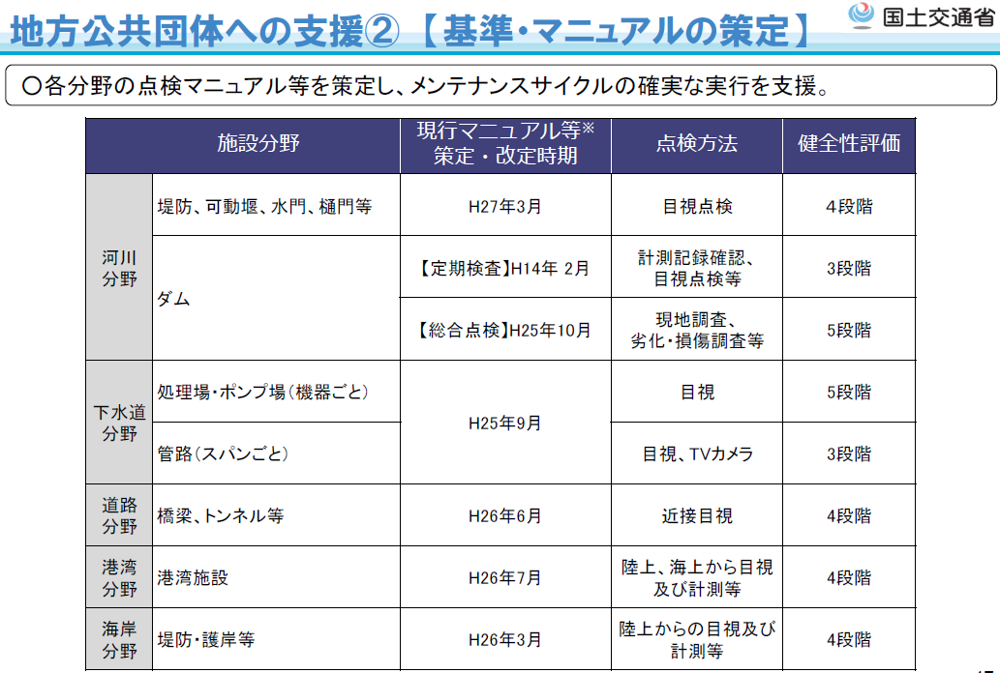 地方公共団体への支援②【基準・マニュアルの策定】
国土交通省
〇各分野の点検マニュアル等を策定し、メンテナンスサイクルの確実な実行を支援。
施設分野
現行マニュアル等※
策定・改定時期
点検方法
健全性評価
河川
分野
堤防、可動堰、水門、樋門等
H27年3月
目視点検
4段階
ダム
【定期検査】H14年 2月
計測記録確認、
目視点検等
3段階
【総合点検】H25年10月
現地調査、
劣化・損傷調査等
5段階
下水道
分野
処理場・ポンプ場(機器ごと)
H25年9月
目視
5段階
管路(スパンごと)
目視、TVカメラ
3段階
道路
分野
橋梁、トンネル等
H26年6月
近接目視
4段階
港湾
分野
港湾施設
H26年7月
陸上、海上から目視
及び計測等
4段階
海岸
分野
堤防・護岸等
H26年3月
陸上からの目視及び
計測等
4段階